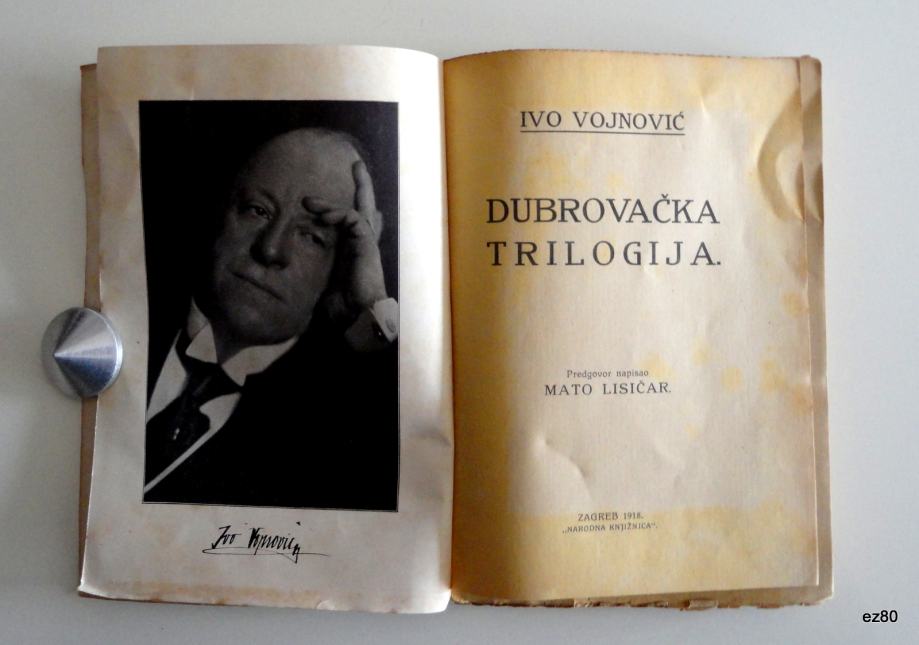 Ivo Vojnović
IVO VOJNOVIĆ
DUBROVAČKA
TRILOGIJA.
Predgovor napisao
MATO LISIČAR.
ZAGREB 1918.
„NARODNA KNJIŽNICA“.
ez80